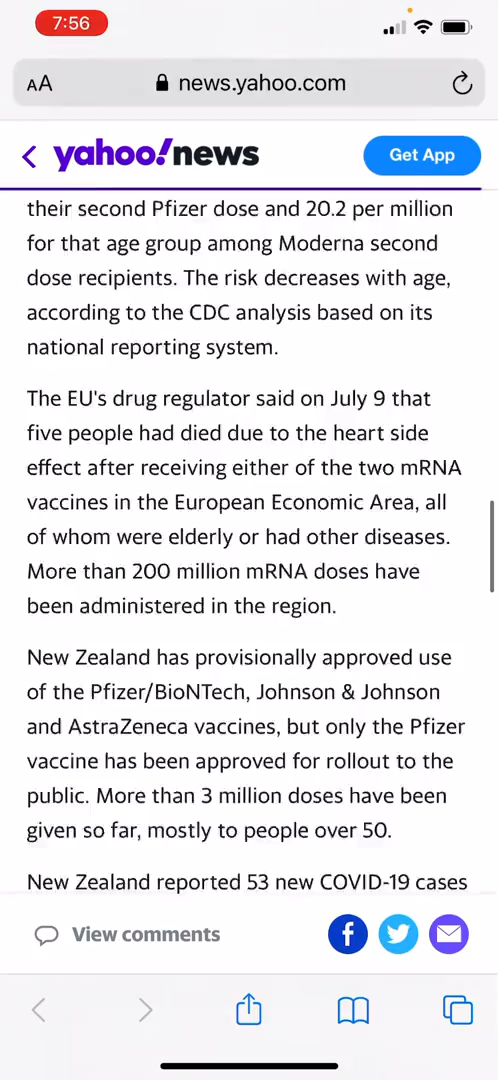 7:56
AA
news.yahoo.com
yahoo!news
Get App
their second Pfizer dose and 20.2 per million
for that age group among Moderna second
dose recipients. The risk decreases with age,
according to the CDC analysis based on its
national reporting system.
The EU's drug regulator said on July 9 that
five people had died due to the heart side
effect after receiving either of the two mRNA
vaccines in the European Economic Area, all
of whom were elderly or had other diseases.
More than 200 million mRNA doses have
been administered in the region.
New Zealand has provisionally approved use
of the Pfizer/BioNTech, Johnson & Johnson
and AstraZeneca vaccines, but only the Pfizer
vaccine has been approved for rollout to the
public. More than 3 million doses have been
given so far, mostly to people over 50.
New Zealand reported 53 new COVID-19 cases
View comments